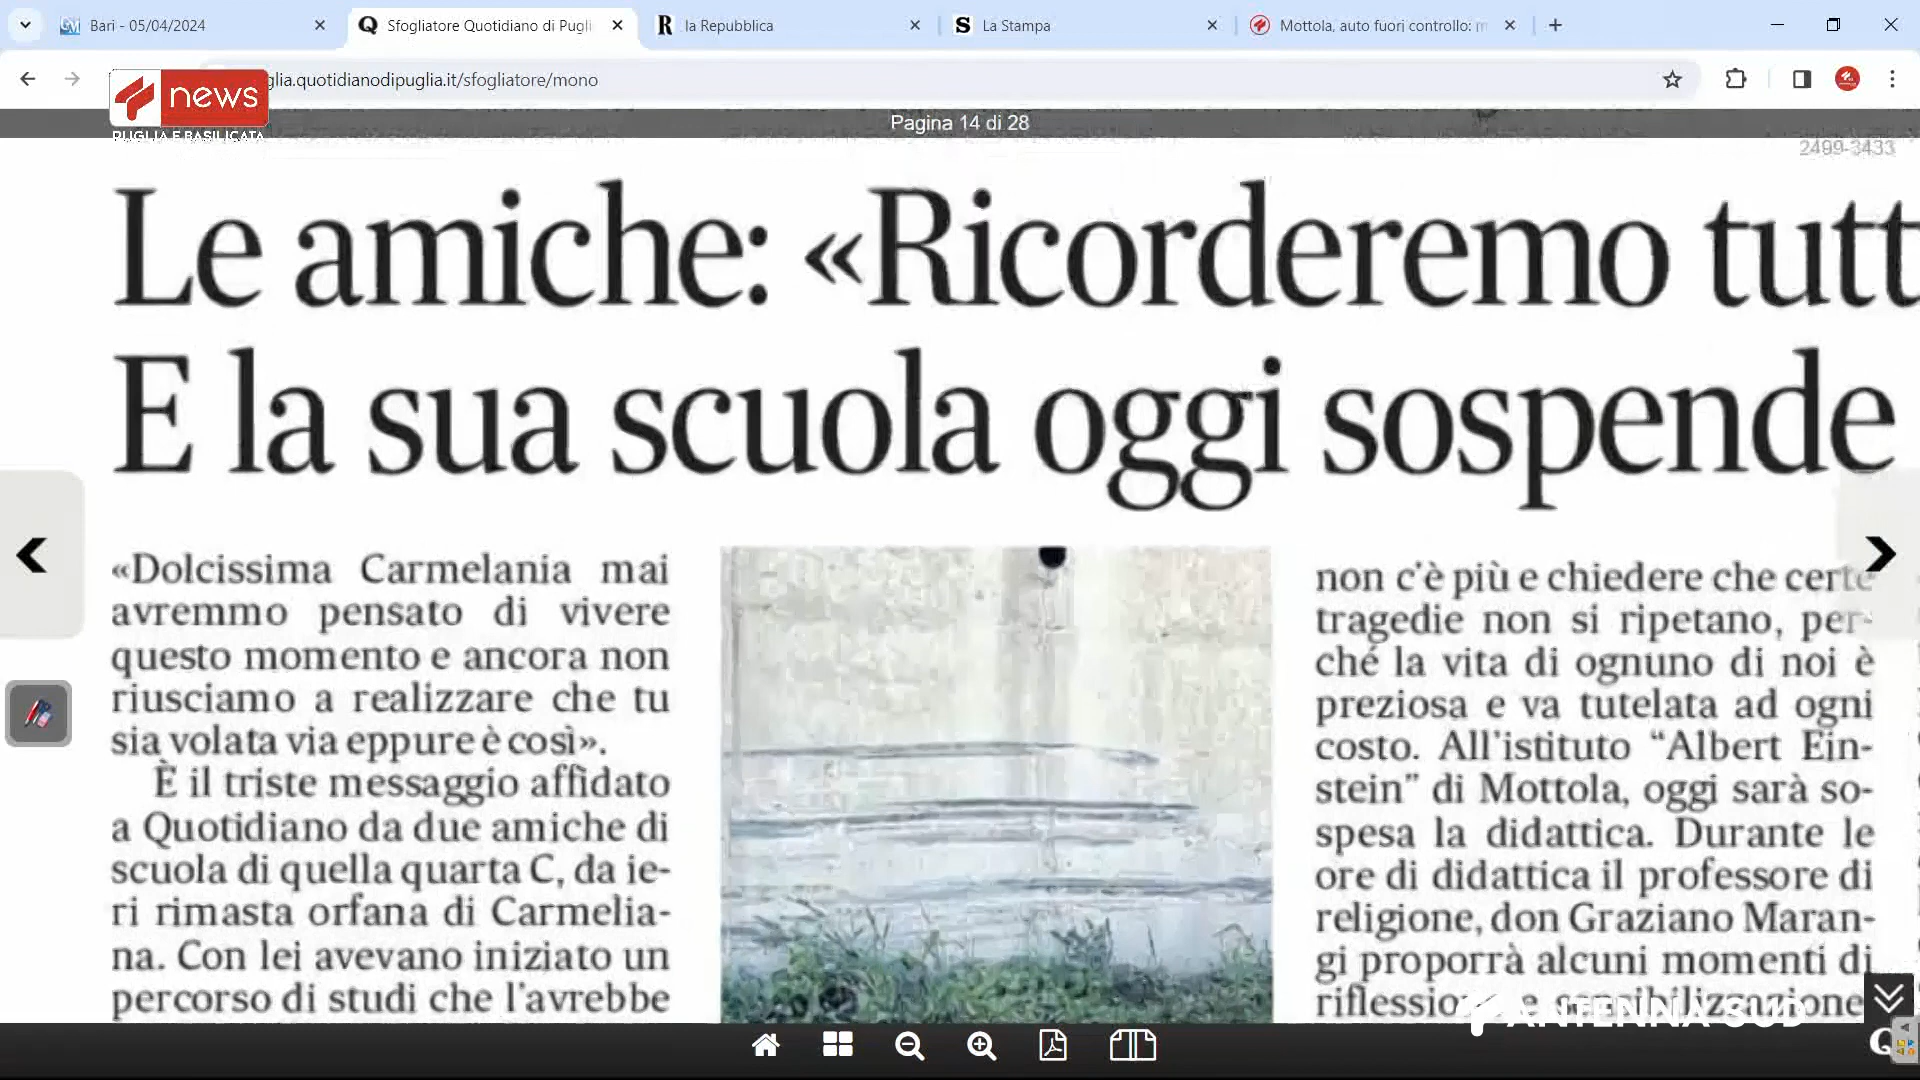 Bari - 05/04/2024
Sfogliatore Quotidiano di Pugli
la Repubblica
La Stampa
Mottola, auto fuori controllo: m
glia.quotidianodipuglia.it/sfogliatore/mono
news
PUGLIA E BASILICATA
Pagina 14 di 28
2499-3433
Le amiche: «Ricorderemo tutt
E la sua scuola oggi sospende
«Dolcissima Carmelania mai
avremmo pensato di vivere
questo momento e ancora non
riusciamo a realizzare che tu
sia volata via eppure è così».
È il triste messaggio affidato
a Quotidiano da due amiche di
scuola di quella quarta C, da ie-
ri rimasta orfana di Carmelia-
na. Con lei avevano iniziato un
percorso di studi che l'avrebbe
non c'è più e chiedere che certe
tragedie non si ripetano, per-
ché la vita di ognuno di noi è
preziosa e va tutelata ad ogni
costo. All'istituto “Albert Ein-
stein” di Mottola, oggi sarà so-
spesa la didattica. Durante le
ore di didattica il professore di
religione, don Graziano Maran-
gi proporrà alcuni momenti di
riflessione e sensibilizzazione
ANTENNA SUD